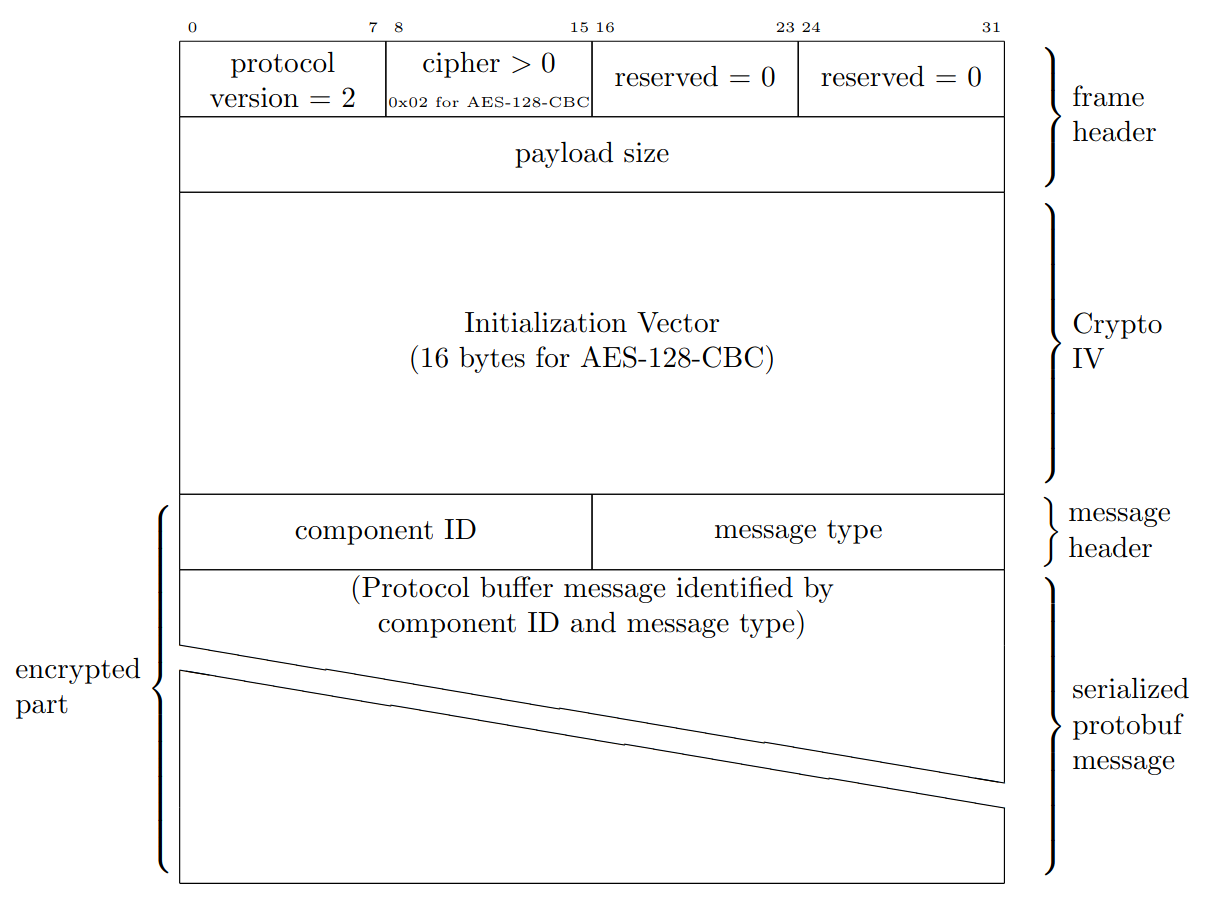 0 7 8 15 16 23 24 31
protocol
version = 2
cipher > 0
0x02 for AES-128-CBC
reserved = 0
reserved = 0
frame
header
payload size
Initialization Vector
(16 bytes for AES-128-CBC)
Crypto
IV
component ID
message type
message
header
(Protocol buffer message identified by
component ID and message type)
encrypted
part
serialized
protobuf
message